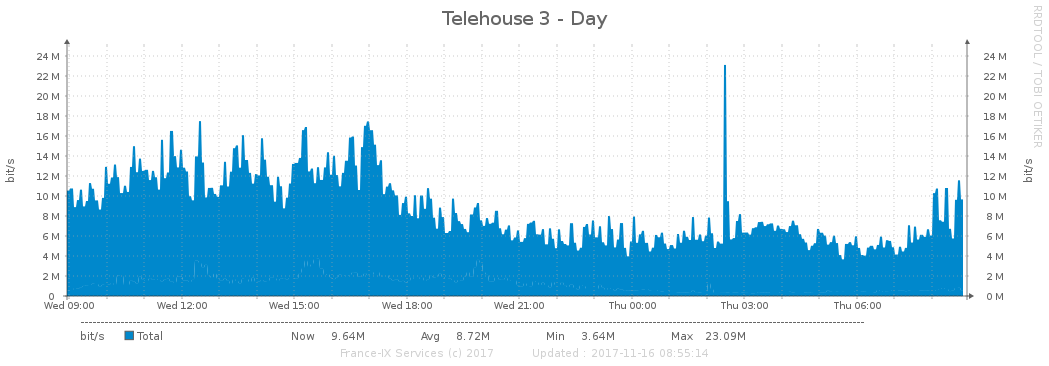 Telehouse 3 - Day
RRDTOOL / TOBI OETIKER
24 M 24 M
22 M 22 M
20 M 20 M
18 M 18 M
16 M 16 M
14 M 14 M
12 M 12 M
10 M 10 M
8 M 8 M
6 M 6 M
4 M 4 M
2 M 2 M
0 0 M
bit/s bit/s
Wed 09:00 Wed 12:00 Wed 15:00 Wed 18:00 Wed 21:00 Thu 00:00 Thu 03:00 Thu 06:00
bit/s Total Now 9.64M Avg 8.72M Min 3.64M Max 23.09M
France-IX Services (c) 2017 Updated : 2017-11-16 08:55:14